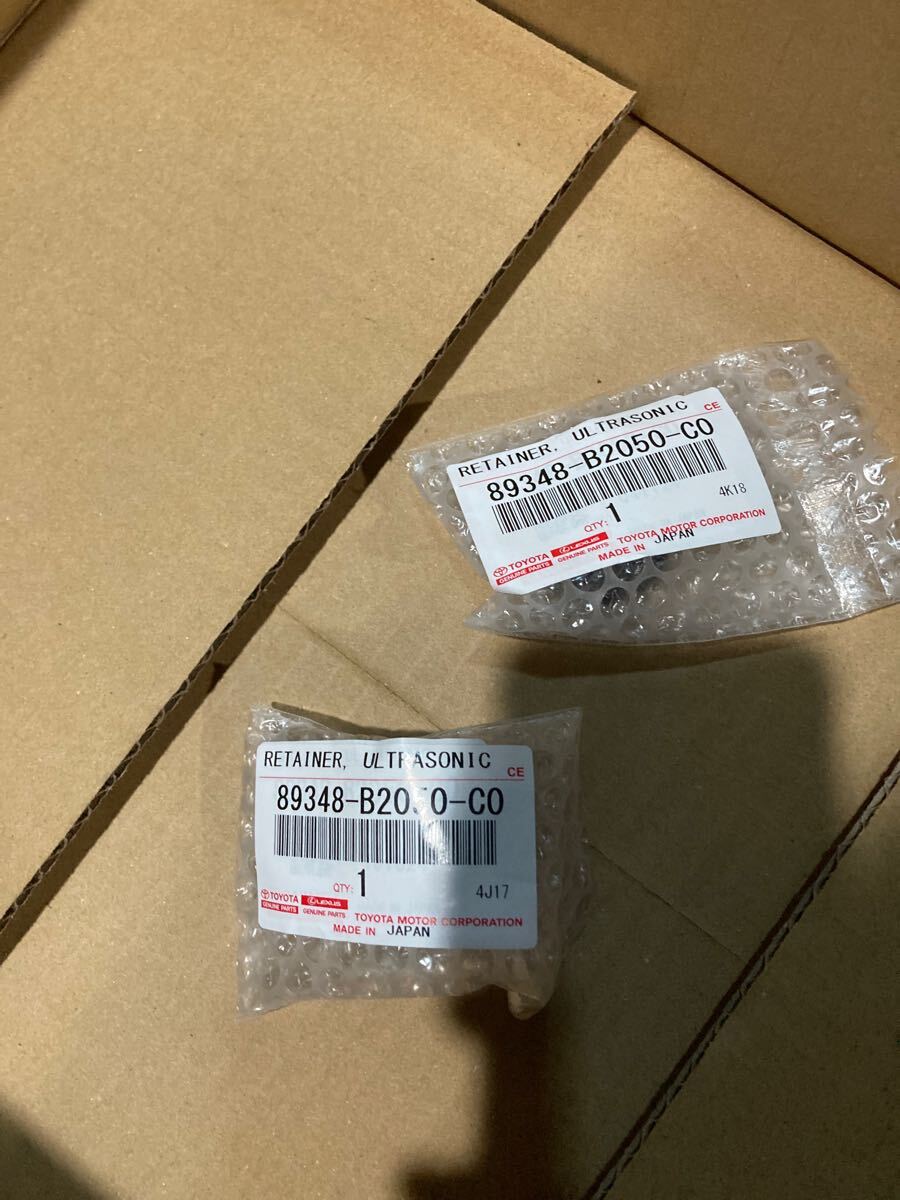 RETAINER, ULTRASONIC
CE
89348-B2050-C0
4K18
QTY: 1
TOYOTA LEXUS TOYOTA MOTOR CORPORATION
GENUINE PARTS GENUINE PARTS MADE IN JAPAN
RETAINER, ULTRASONIC
CE
89348-B2050-C0
QTY: 1
4J17
TOYOTA LEXUS
GENUINE PARTS GENUINE PARTS TOYOTA MOTOR CORPORATION
MADE IN JAPAN